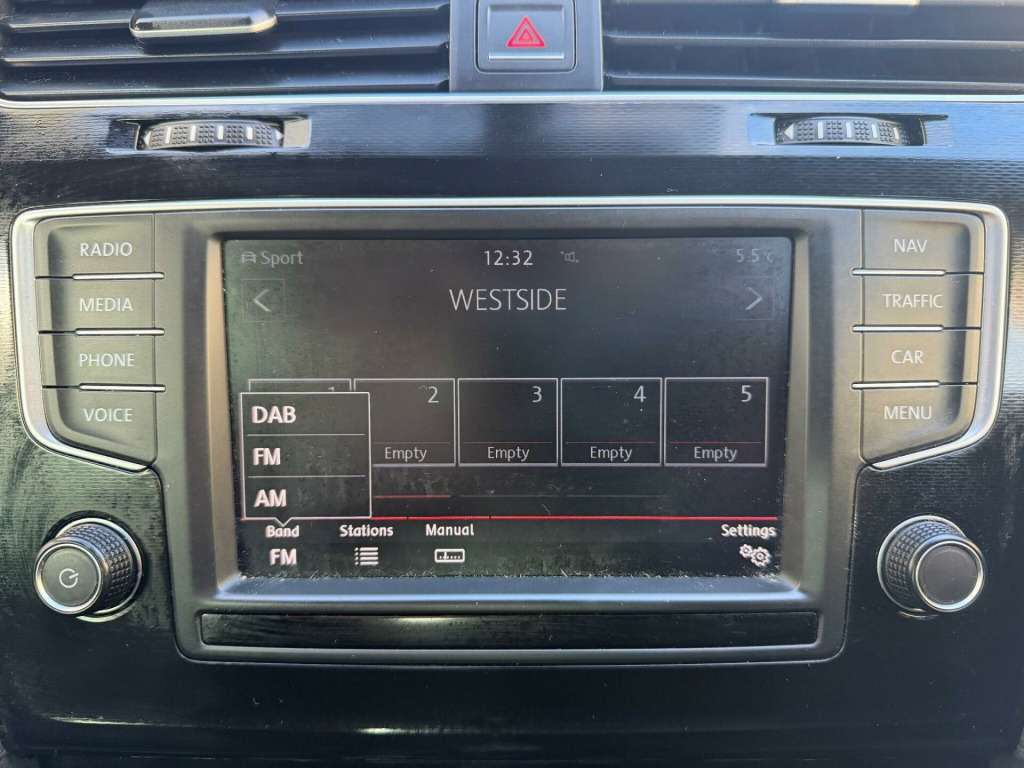 RADIO
MEDIA
PHONE
VOICE
Sport 12:32 5.5°C
WESTSIDE
1 2 3 4 5
Empty Empty Empty Empty
DAB
FM
AM
Band Stations Manual Settings
FM
NAV
TRAFFIC
CAR
MENU